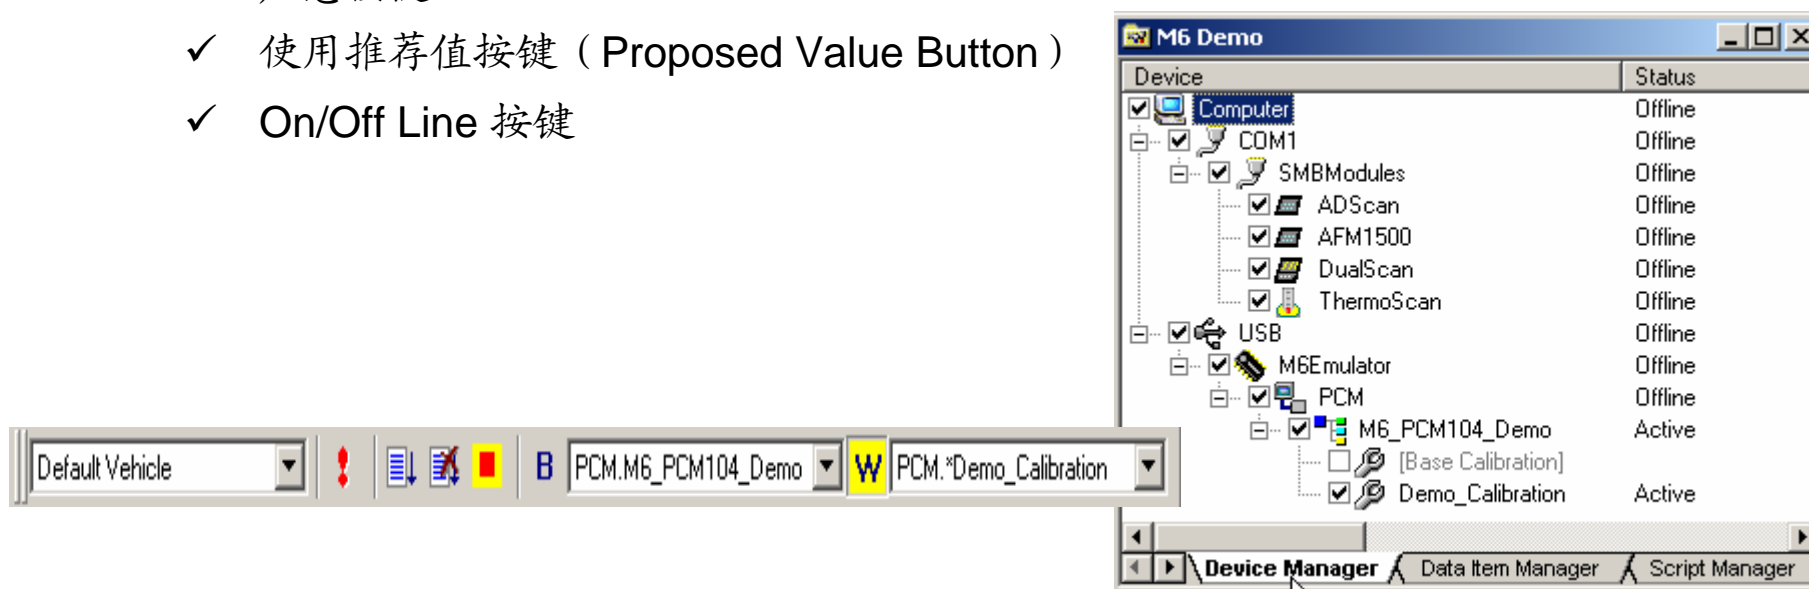 ✓ 使用推荐值按键（Proposed Value Button）
✓ On/Off Line 按键
M6 Demo
Device Status
Computer Offline
COM1 Offline
SMBModules Offline
ADScan Offline
AFM1500 Offline
DualScan Offline
ThermoScan Offline
USB Offline
M6Emulator Offline
PCM Offline
M6_PCM104_Demo Active
[Base Calibration]
Demo_Calibration Active
Device Manager Data Item Manager Script Manager
Default Vehicle B PCM.M6_PCM104_Demo W PCM.*Demo_Calibration